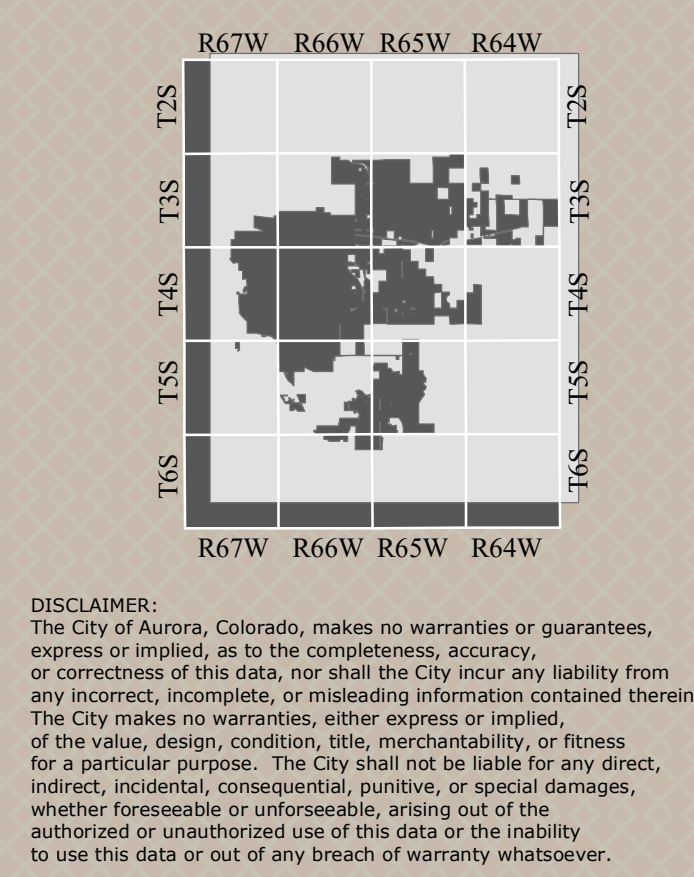 R67W R66W R65W R64W
T2S T2S
T3S T3S
T4S T4S
T5S T5S
T6S T6S
R67W R66W R65W R64W
DISCLAIMER:
The City of Aurora, Colorado, makes no warranties or guarantees,
express or implied, as to the completeness, accuracy,
or correctness of this data, nor shall the City incur any liability from
any incorrect, incomplete, or misleading information contained therein
The City makes no warranties, either express or implied,
of the value, design, condition, title, merchantability, or fitness
for a particular purpose.  The City shall not be liable for any direct,
indirect, incidental, consequential, punitive, or special damages,
whether foreseeable or unforseeable, arising out of the
authorized or unauthorized use of this data or the inability
to use this data or out of any breach of warranty whatsoever.